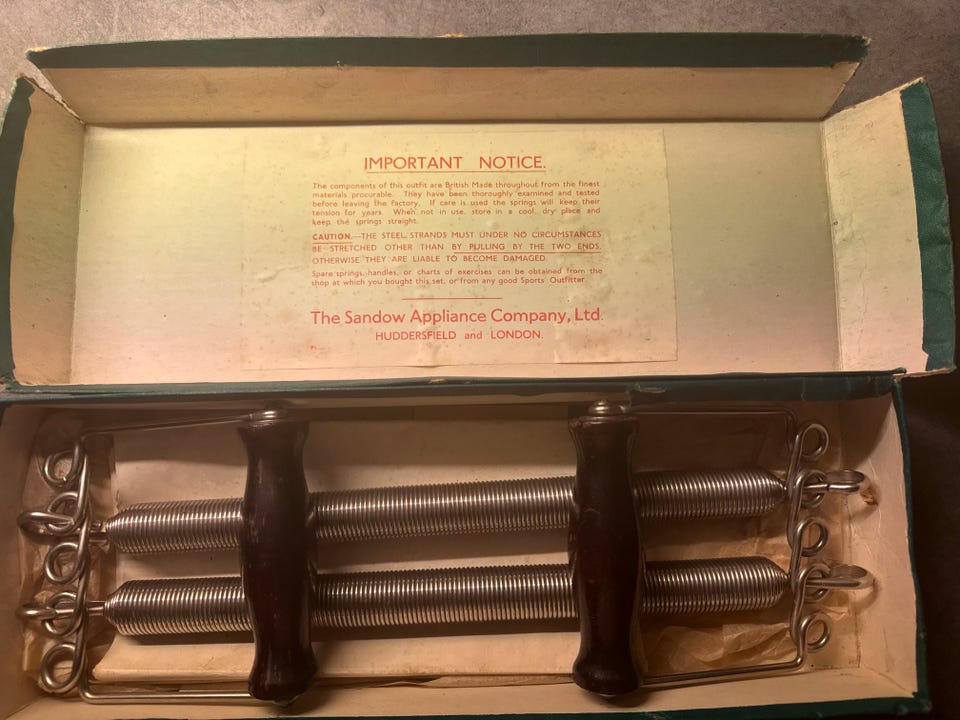 IMPORTANT NOTICE.
The components of this outfit are British Made throughout from the finest
materials procurable. They have been thoroughly examined and tested
before leaving the factory. If care is used the springs will keep their
tension for years. When not in use, store in a cool, dry place and
keep the springs straight.
CAUTION.—THE STEEL STRANDS MUST UNDER NO CIRCUMSTANCES
BE STRETCHED OTHER THAN BY PULLING BY THE TWO ENDS,
OTHERWISE THEY ARE LIABLE TO BECOME DAMAGED.
Spare springs, handles, or charts of exercises can be obtained from the
shop at which you bought this set, or from any good Sports Outfitter.
The Sandow Appliance Company, Ltd.
HUDDERSFIELD and LONDON.